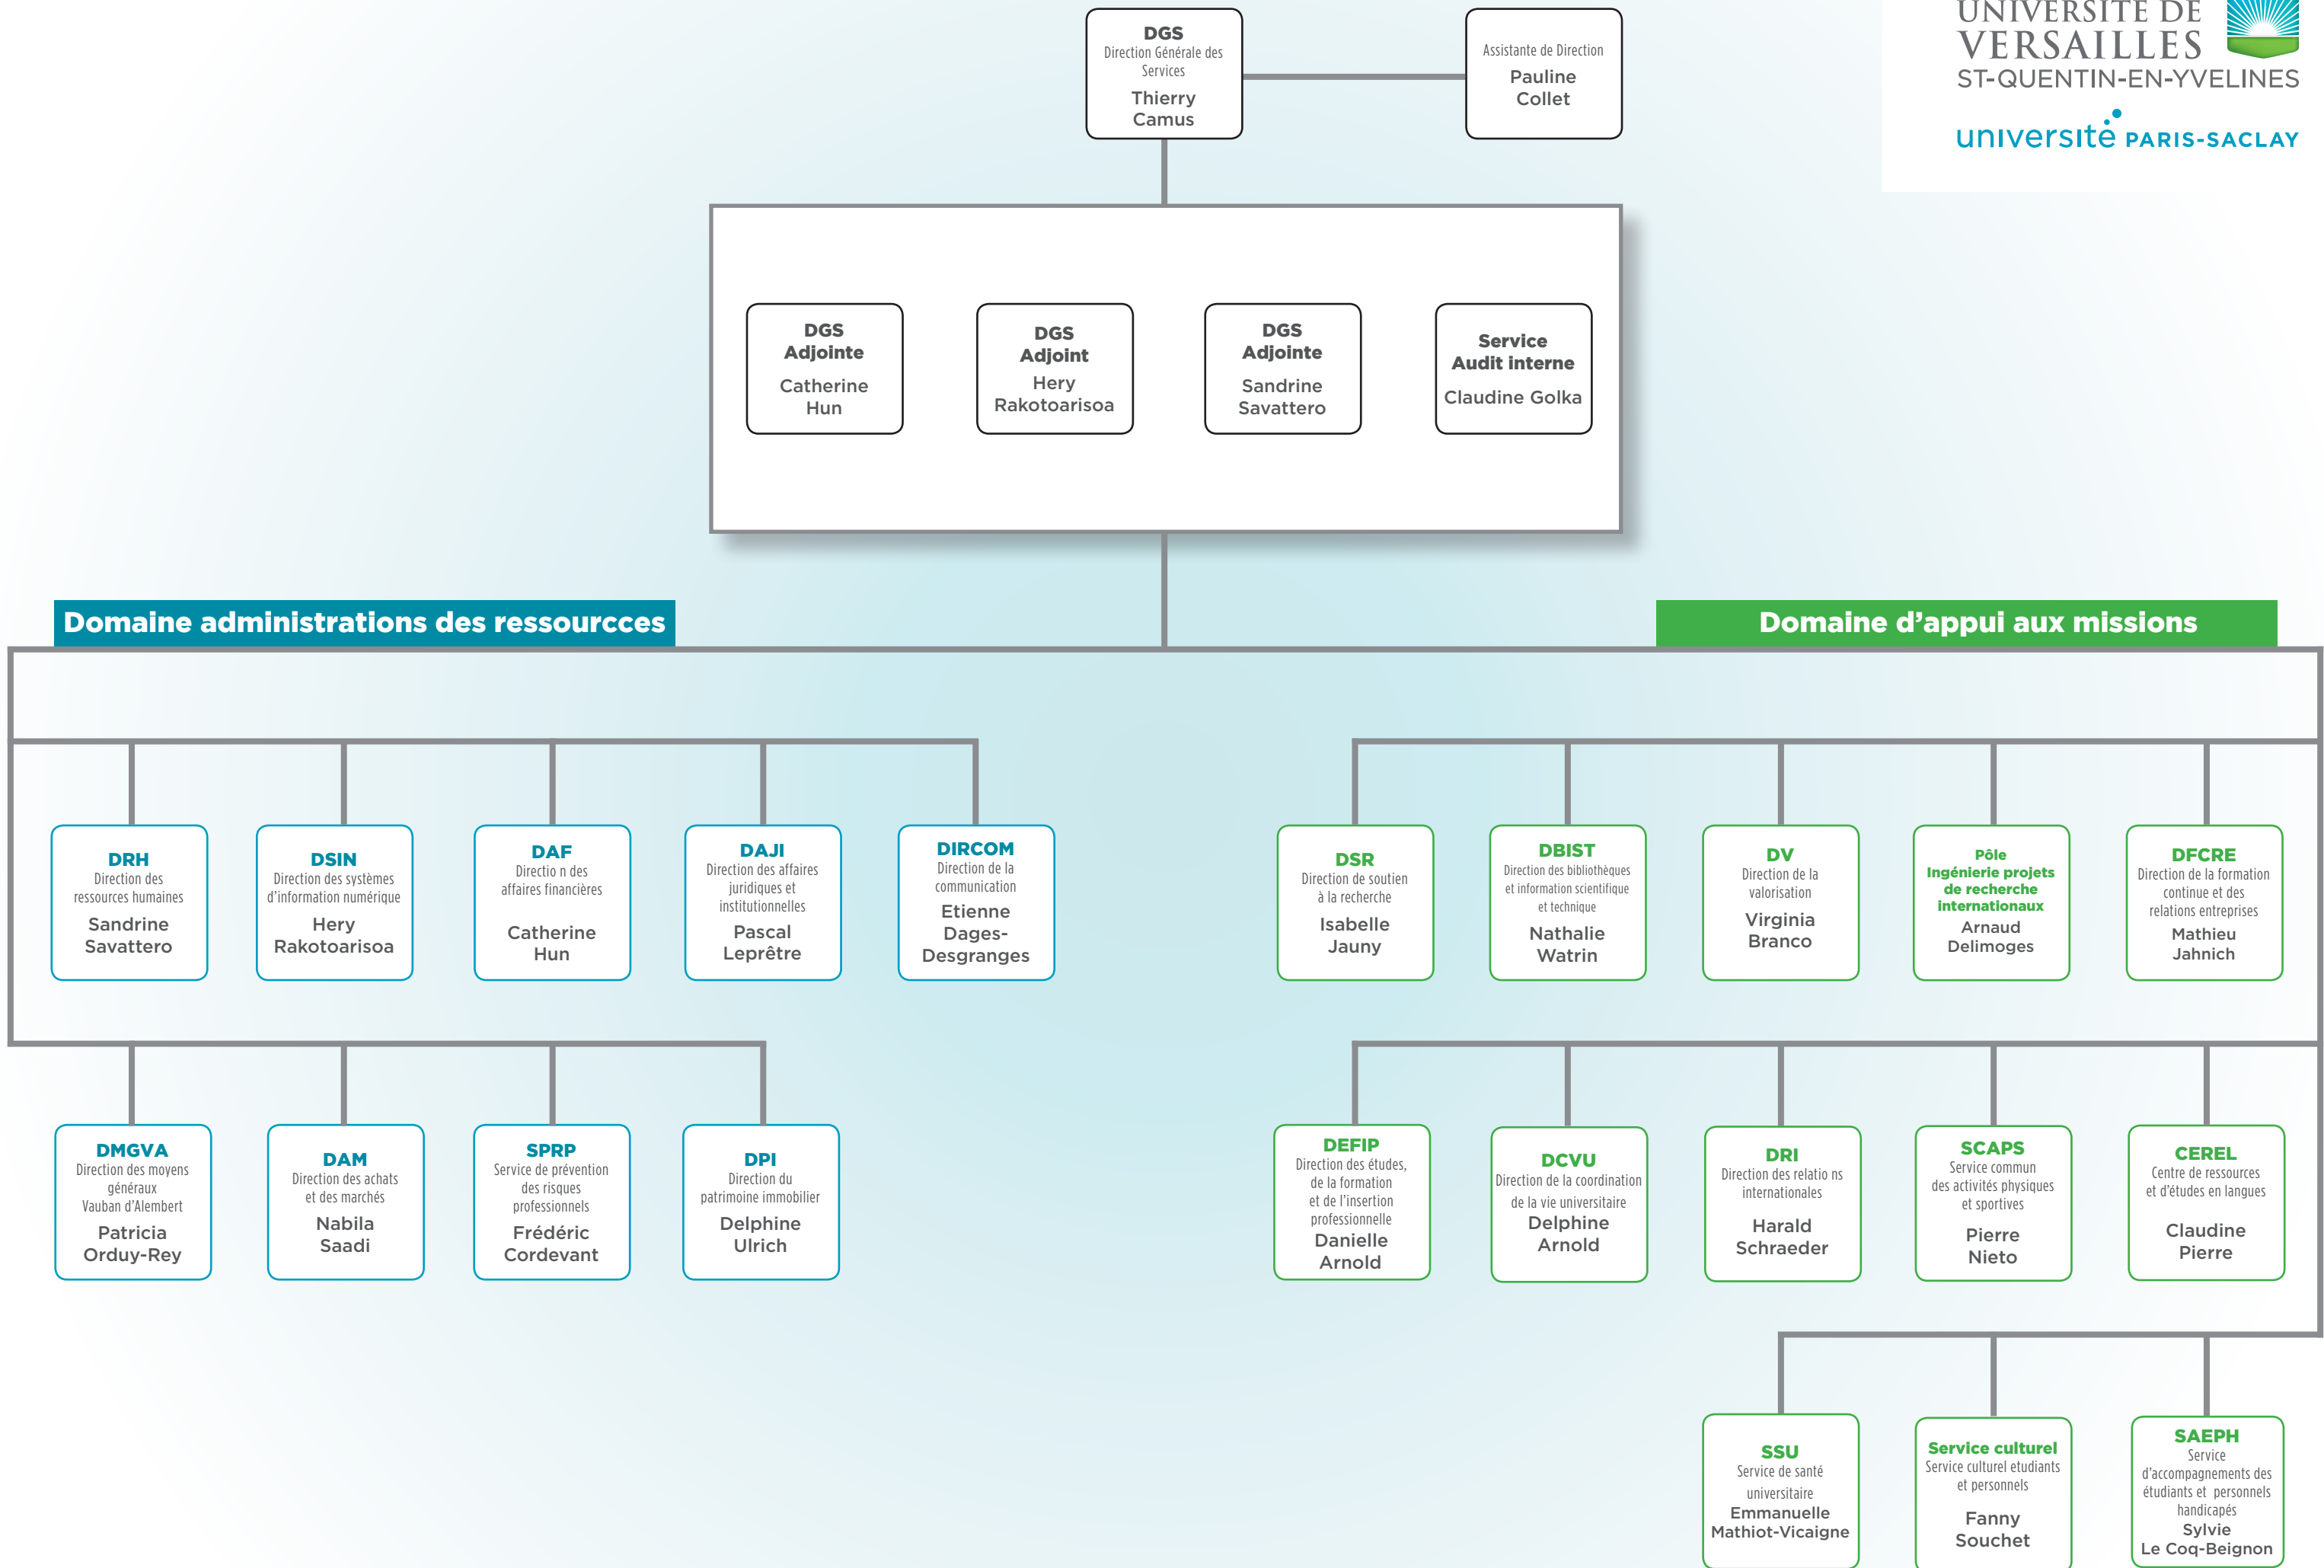 DGS
Direction Générale des
Services
Thierry
Camus
Assistante de Direction
Pauline
Collet
UNIVERSITE DE
VERSAILLES
ST-QUENTIN-EN-YVELINES
université PARIS-SACLAY
DGS
Adjointe
Catherine
Hun
DGS
Adjoint
Hery
Rakotoarisoa
DGS
Adjointe
Sandrine
Savattero
Service
Audit interne
Claudine Golka
Domaine administrations des ressourcces
Domaine d'appui aux missions
DRH
Direction des
ressources humaines
Sandrine
Savattero
DSIN
Direction des systèmes
d'information numérique
Hery
Rakotoarisoa
DAF
Directio n des
affaires financières
Catherine
Hun
DAJI
Direction des affaires
juridiques et
institutionnelles
Pascal
Leprêtre
DIRCOM
Direction de la
communication
Etienne
Dages-
Desgranges
DSR
Direction de soutien
à la recherche
Isabelle
Jauny
DBIST
Direction des bibliothèques
et information scientifique
et technique
Nathalie
Watrin
DV
Direction de la
valorisation
Virginia
Branco
Pôle
Ingénierie projets
de recherche
internationaux
Arnaud
Delimoges
DFCRE
Direction de la formation
continue et des
relations entreprises
Mathieu
Jahnich
DMGVA
Direction des moyens
généraux
Vauban d'Alembert
Patricia
Orduy-Rey
DAM
Direction des achats
et des marchés
Nabila
Saadi
SPRP
Service de prévention
des risques
professionnels
Frédéric
Cordevant
DPI
Direction du
patrimoine immobilier
Delphine
Ulrich
DEFIP
Direction des études,
de la formation
et de l'insertion
professionnelle
Danielle
Arnold
DCVU
Direction de la coordination
de la vie universitaire
Delphine
Arnold
DRI
Direction des relatio ns
internationales
Harald
Schraeder
SCAPS
Service commun
des activités physiques
et sportives
Pierre
Nieto
CEREL
Centre de ressources
et d'études en langues
Claudine
Pierre
SSU
Service de santé
universitaire
Emmanuelle
Mathiot-Vicaigne
Service culturel
Service culturel etudiants
et personnels
Fanny
Souchet
SAEPH
Service
d'accompagnements des
étudiants et personnels
handicapés
Sylvie
Le Coq-Beignon